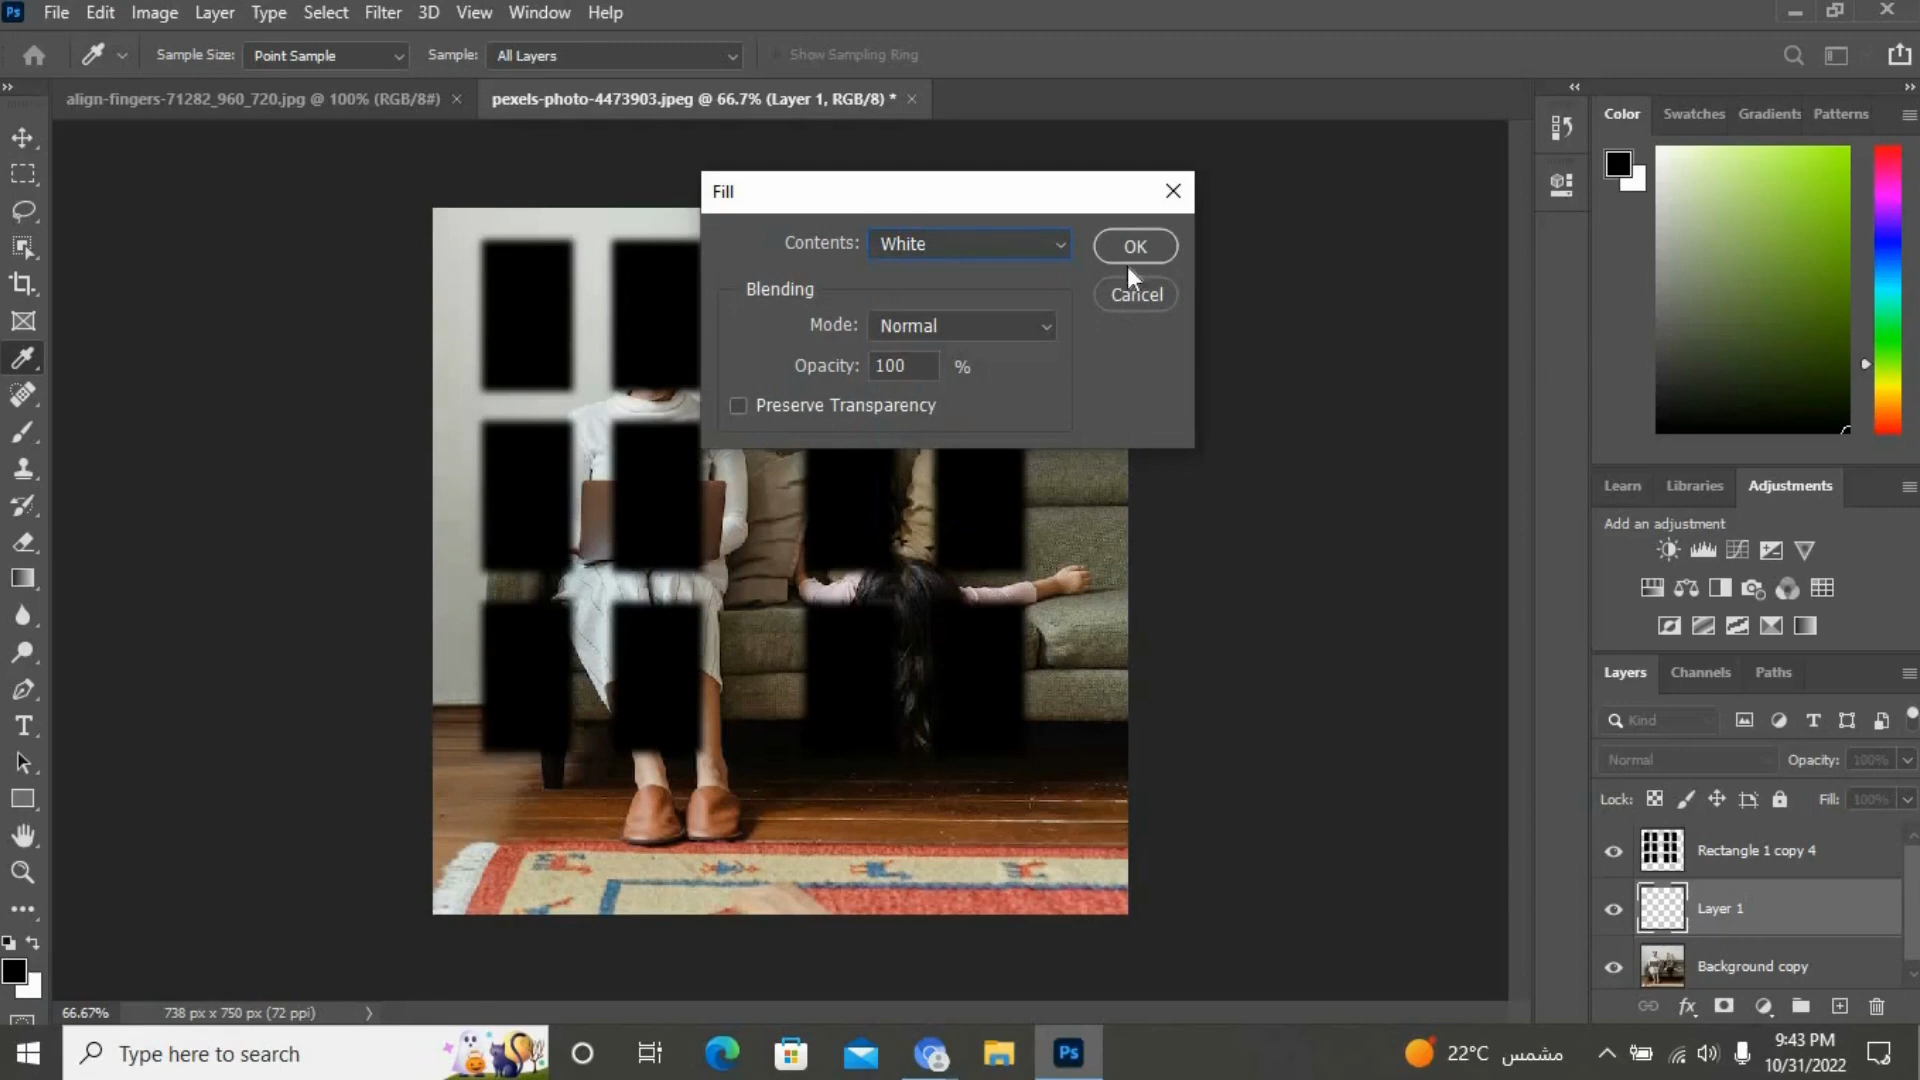 Ps File Edit Image Layer Type Select Filter 3D View Window Help
Sample Size: Point Sample Sample: All Layers Show Sampling Ring
align-fingers-71282_960_720.jpg @ 100% (RGB/8#) × pexels-photo-4473903.jpeg @ 66.7% (Layer 1, RGB/8) * ×
Color Swatches Gradients Patterns
Fill
Contents: White OK
Blending Cancel
Mode: Normal
Opacity: 100 %
Preserve Transparency
Learn Libraries Adjustments
Add an adjustment
Layers Channels Paths
Kind
Normal Opacity: 100%
Lock: Fill: 100%
Rectangle 1 copy 4
Layer 1
Background copy
fx
66.67% 738 px x 750 px (72 ppi)
Type here to search
Ps
22°C مشمس
9:43 PM
10/31/2022